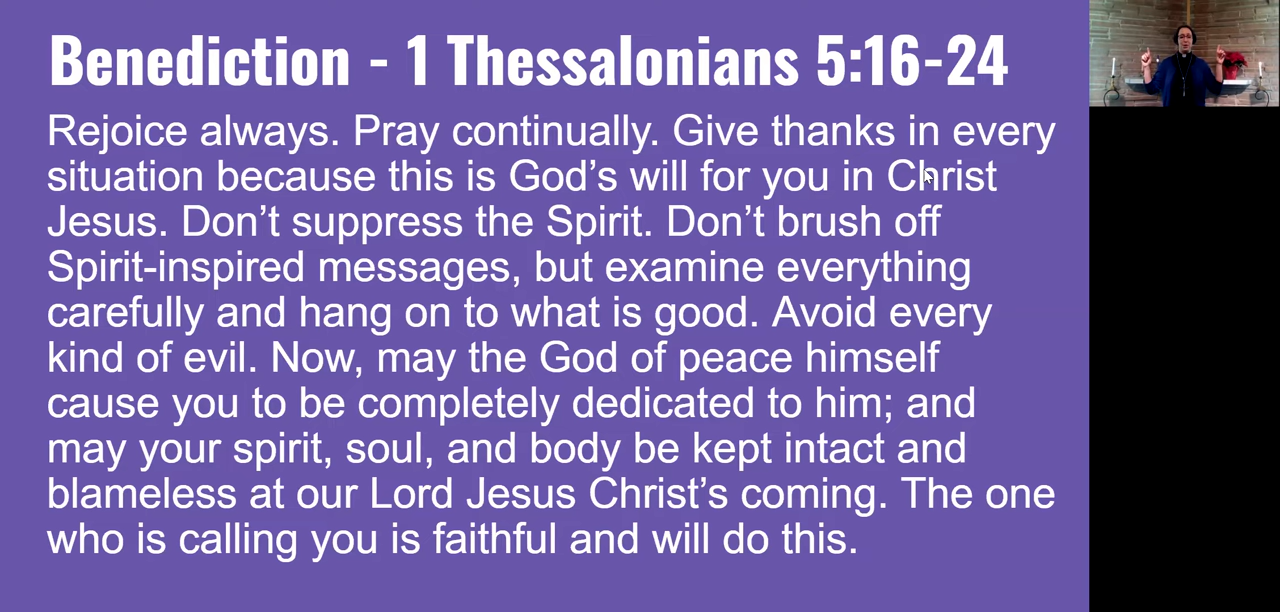 Benediction - 1 Thessalonians 5:16-24
Rejoice always. Pray continually. Give thanks in every
situation because this is God’s will for you in Christ
Jesus. Don’t suppress the Spirit. Don’t brush off
Spirit-inspired messages, but examine everything
carefully and hang on to what is good. Avoid every
kind of evil. Now, may the God of peace himself
cause you to be completely dedicated to him; and
may your spirit, soul, and body be kept intact and
blameless at our Lord Jesus Christ’s coming. The one
who is calling you is faithful and will do this.